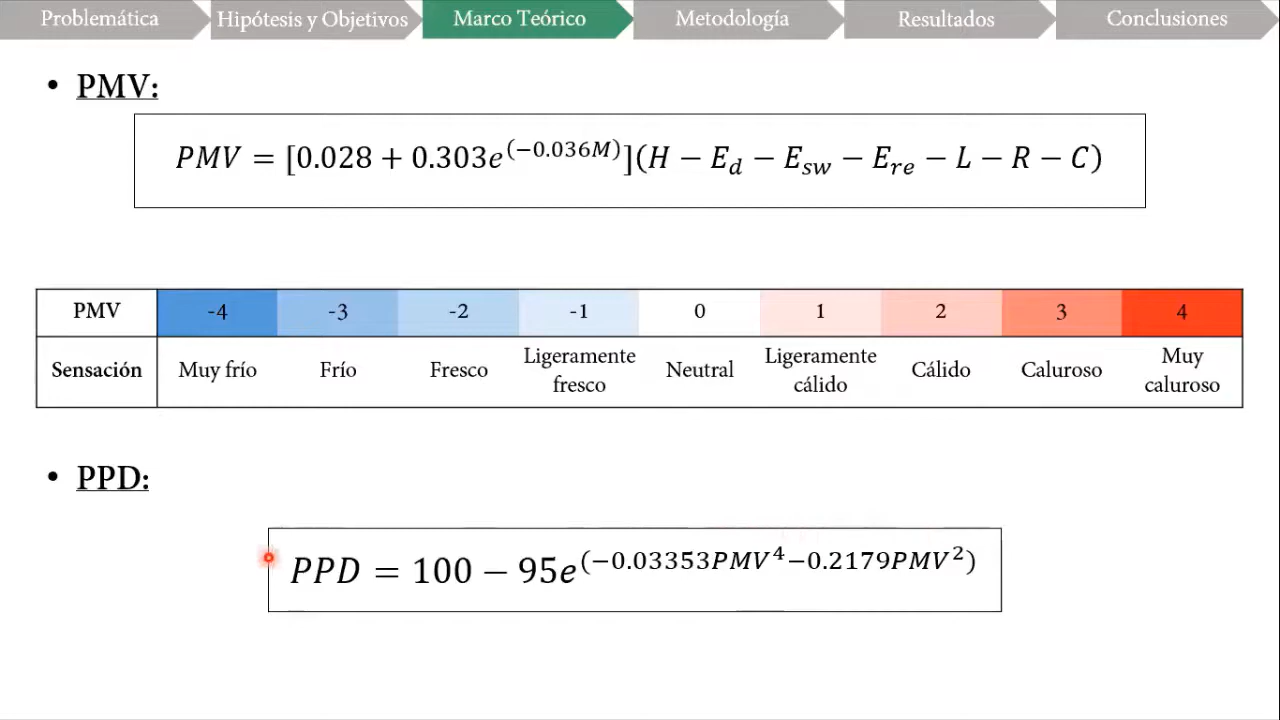 Problemática Hipótesis y Objetivos Marco Teórico Metodología Resultados Conclusiones
• PMV:
PMV = [0.028 + 0.303e^(−0.036M)](H − E_d − E_sw − E_re − L − R − C)
PMV -4 -3 -2 -1 0 1 2 3 4
Sensación Muy frío Frío Fresco Ligeramente fresco Neutral Ligeramente cálido Cálido Caluroso Muy caluroso
• PPD:
PPD = 100 − 95e^(−0.03353PMV^4−0.2179PMV^2)